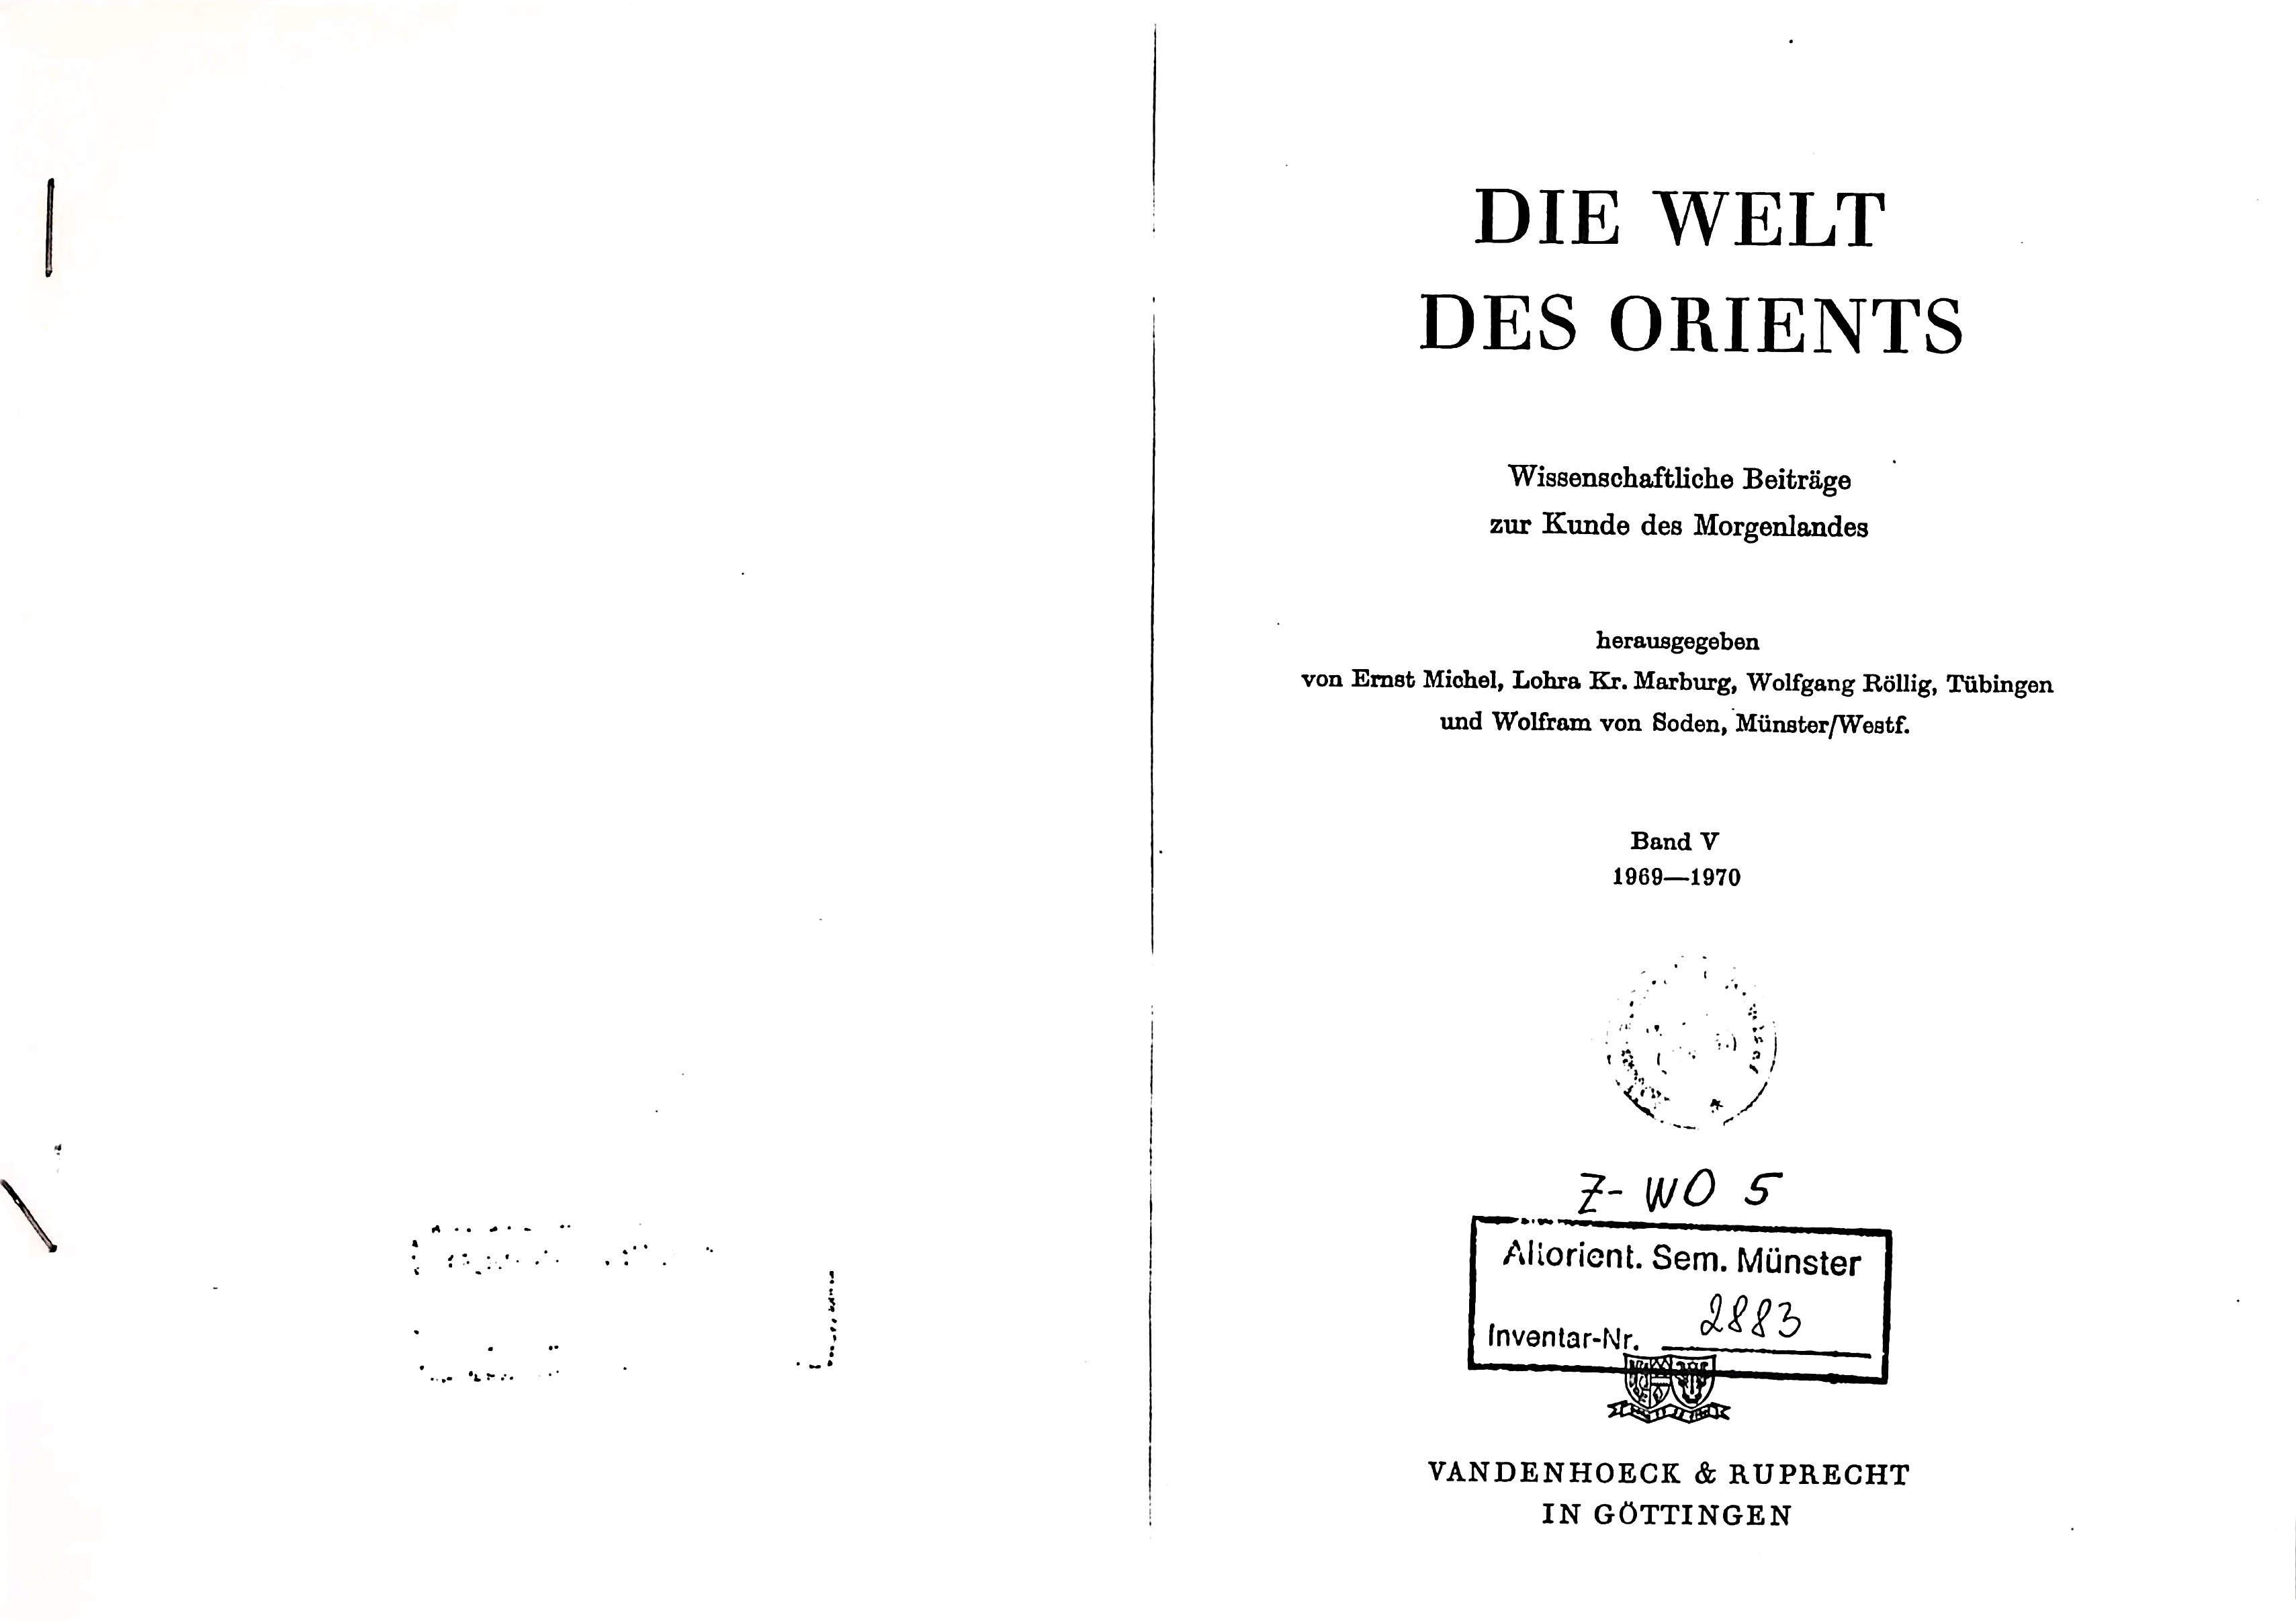 DIE WELT
DES ORIENTS
Wissenschaftliche Beiträge
zur Kunde des Morgenlandes
herausgegeben
von Ernst Michel, Lohra Kr. Marburg, Wolfgang Röllig, Tübingen
und Wolfram von Soden, Münster/Westf.
Band V
1969—1970
Z- WO 5
Altorient. Sem. Münster
Inventar-Nr. 2883
VANDENHOECK & RUPRECHT
IN GÖTTINGEN